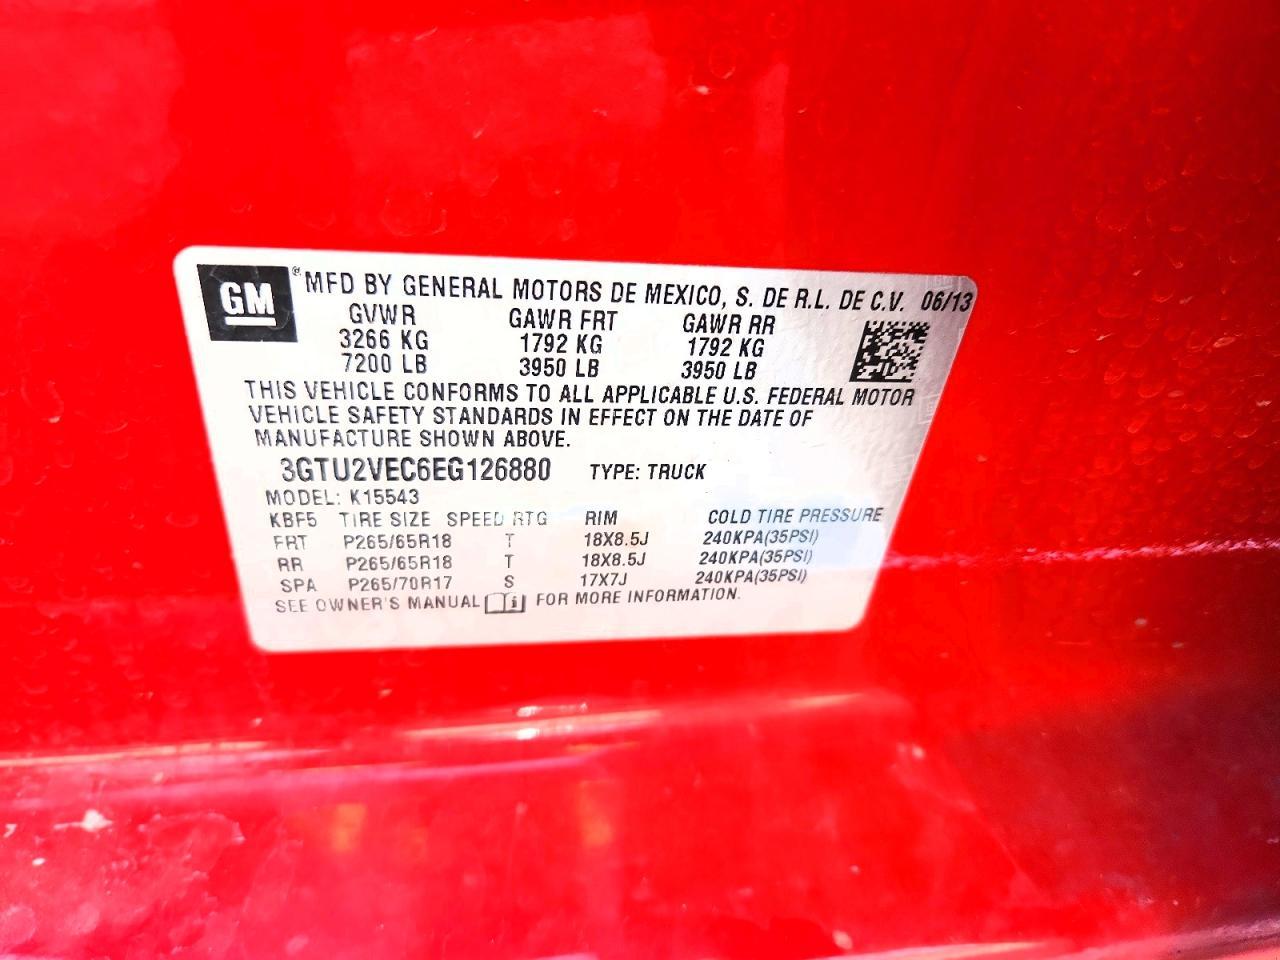 GM ® MFD BY GENERAL MOTORS DE MEXICO, S. DE R.L. DE C.V. 06/13
GVWR GAWR FRT GAWR RR
3266 KG 1792 KG 1792 KG
7200 LB 3950 LB 3950 LB
THIS VEHICLE CONFORMS TO ALL APPLICABLE U.S. FEDERAL MOTOR
VEHICLE SAFETY STANDARDS IN EFFECT ON THE DATE OF
MANUFACTURE SHOWN ABOVE.
3GTU2VEC6EG126880 TYPE: TRUCK
MODEL: K15543
KBF5 TIRE SIZE SPEED RTG RIM COLD TIRE PRESSURE
FRT P265/65R18 T 18X8.5J 240KPA(35PSI)
RR P265/65R18 T 18X8.5J 240KPA(35PSI)
SPA P265/70R17 S 17X7J 240KPA(35PSI)
SEE OWNER'S MANUAL i FOR MORE INFORMATION.